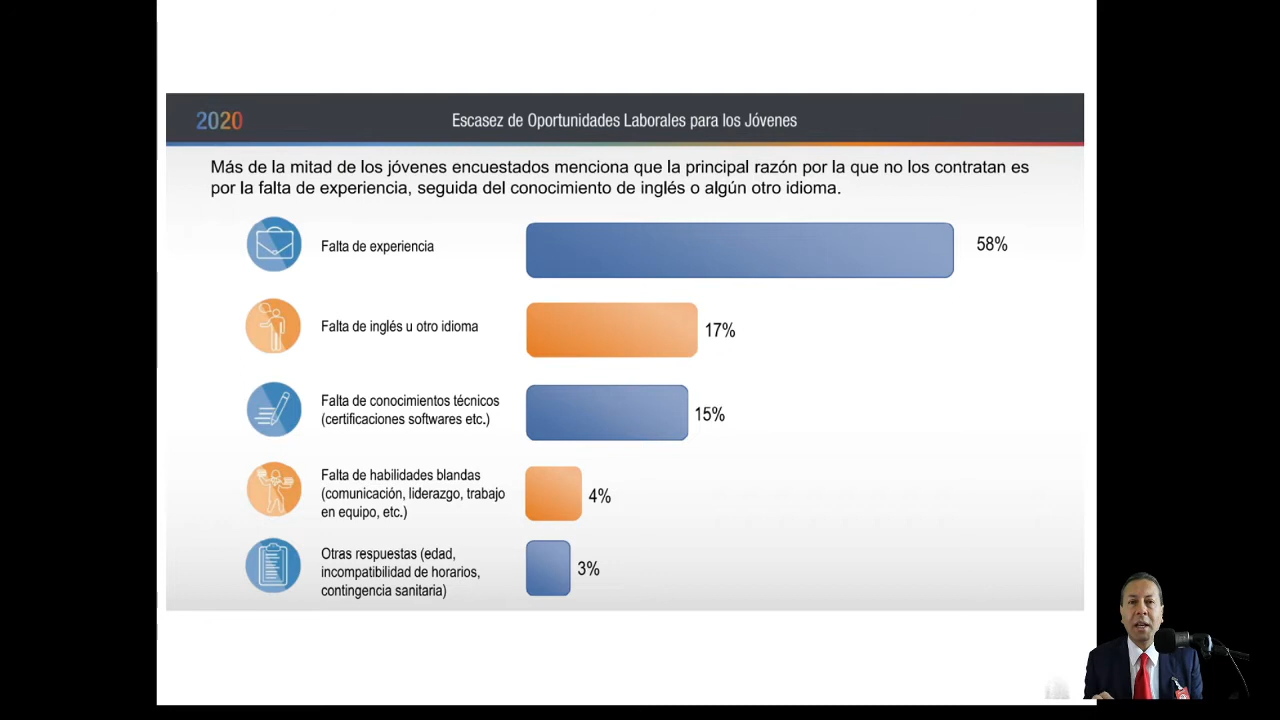 2020
Escasez de Oportunidades Laborales para los Jóvenes
Más de la mitad de los jóvenes encuestados menciona que la principal razón por la que no los contratan es
por la falta de experiencia, seguida del conocimiento de inglés o algún otro idioma.
Falta de experiencia
58%
Falta de inglés u otro idioma
17%
Falta de conocimientos técnicos
(certificaciones softwares etc.)
15%
Falta de habilidades blandas
(comunicación, liderazgo, trabajo
en equipo, etc.)
4%
Otras respuestas (edad,
incompatibilidad de horarios,
contingencia sanitaria)
3%